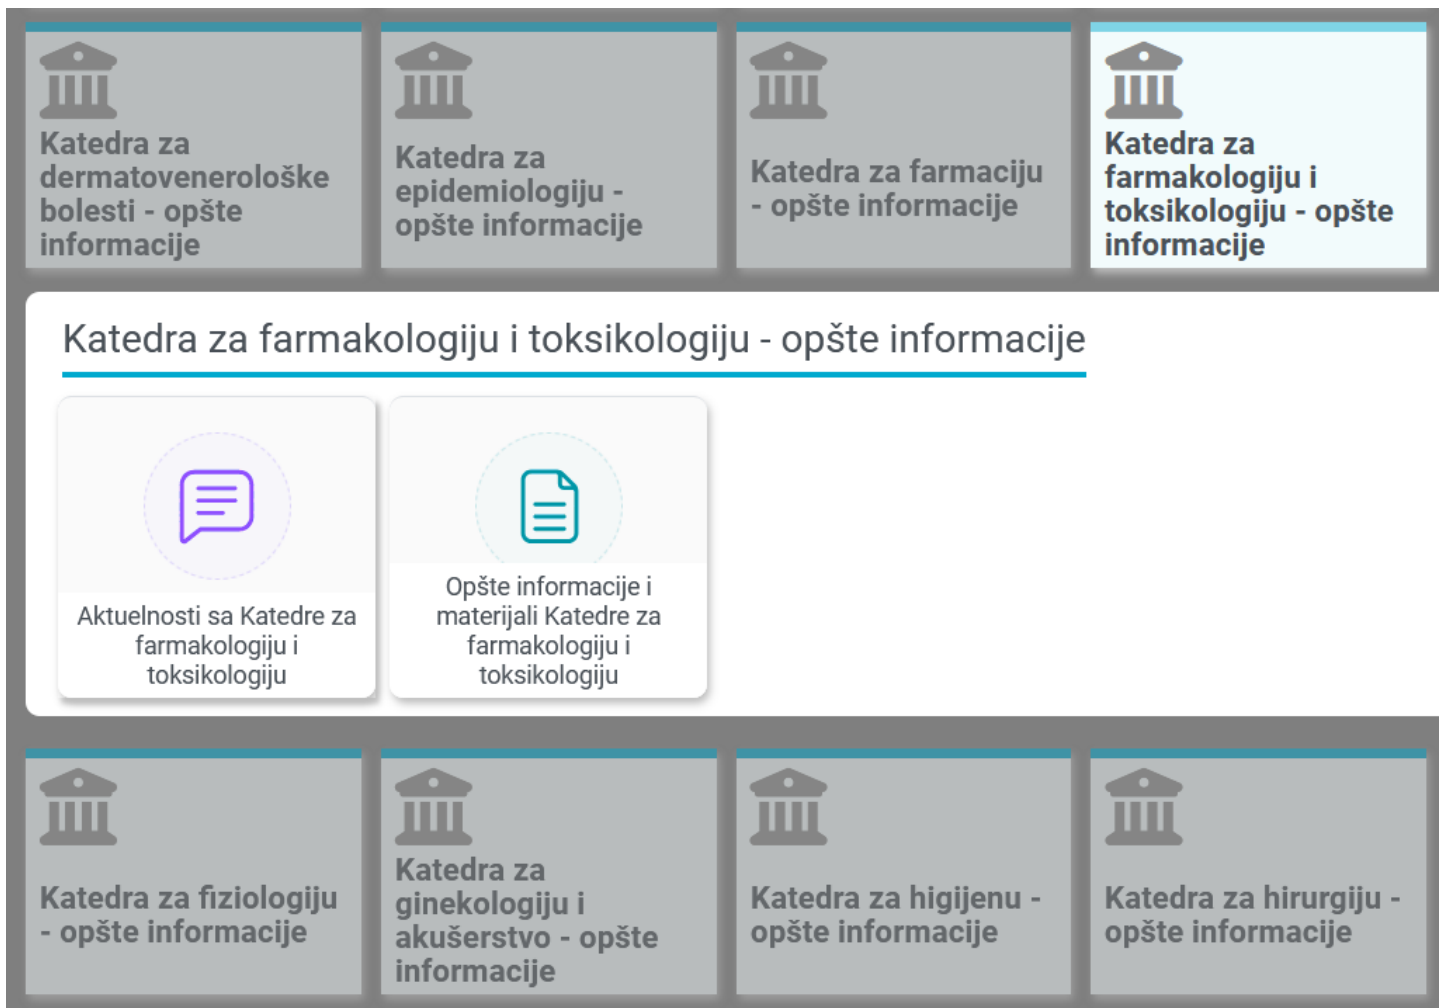 Katedra za
dermatovenerološke
bolesti - opšte
informacije
Katedra za
epidemiologiju -
opšte informacije
Katedra za farmaciju
- opšte informacije
Katedra za
farmakologiju i
toksikologiju - opšte
informacije
Katedra za farmakologiju i toksikologiju - opšte informacije
Aktuelnosti sa Katedre za
farmakologiju i
toksikologiju
Opšte informacije i
materijali Katedre za
farmakologiju i
toksikologiju
Katedra za fiziologiju
- opšte informacije
Katedra za
ginekologiju i
akušerstvo - opšte
informacije
Katedra za higijenu -
opšte informacije
Katedra za hirurgiju -
opšte informacije